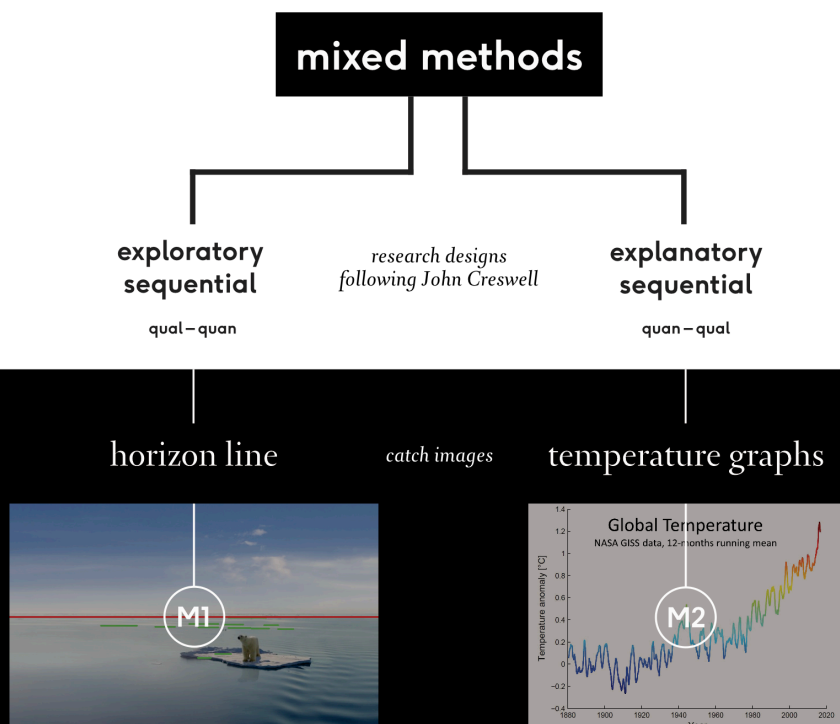 mixed methods
exploratory
sequential
qual–quan
research designs
following John Creswell
explanatory
sequential
quan–qual
horizon line
catch images
temperature graphs
M1
Global Temperature
NASA GISS data, 12-months running mean
Temperature anomaly [°C]
1.4
1.2
1
0.8
0.6
0.4
0.2
0
−0.2
−0.4
M2
1880 1900 1920 1940 1960 1980 2000 2020